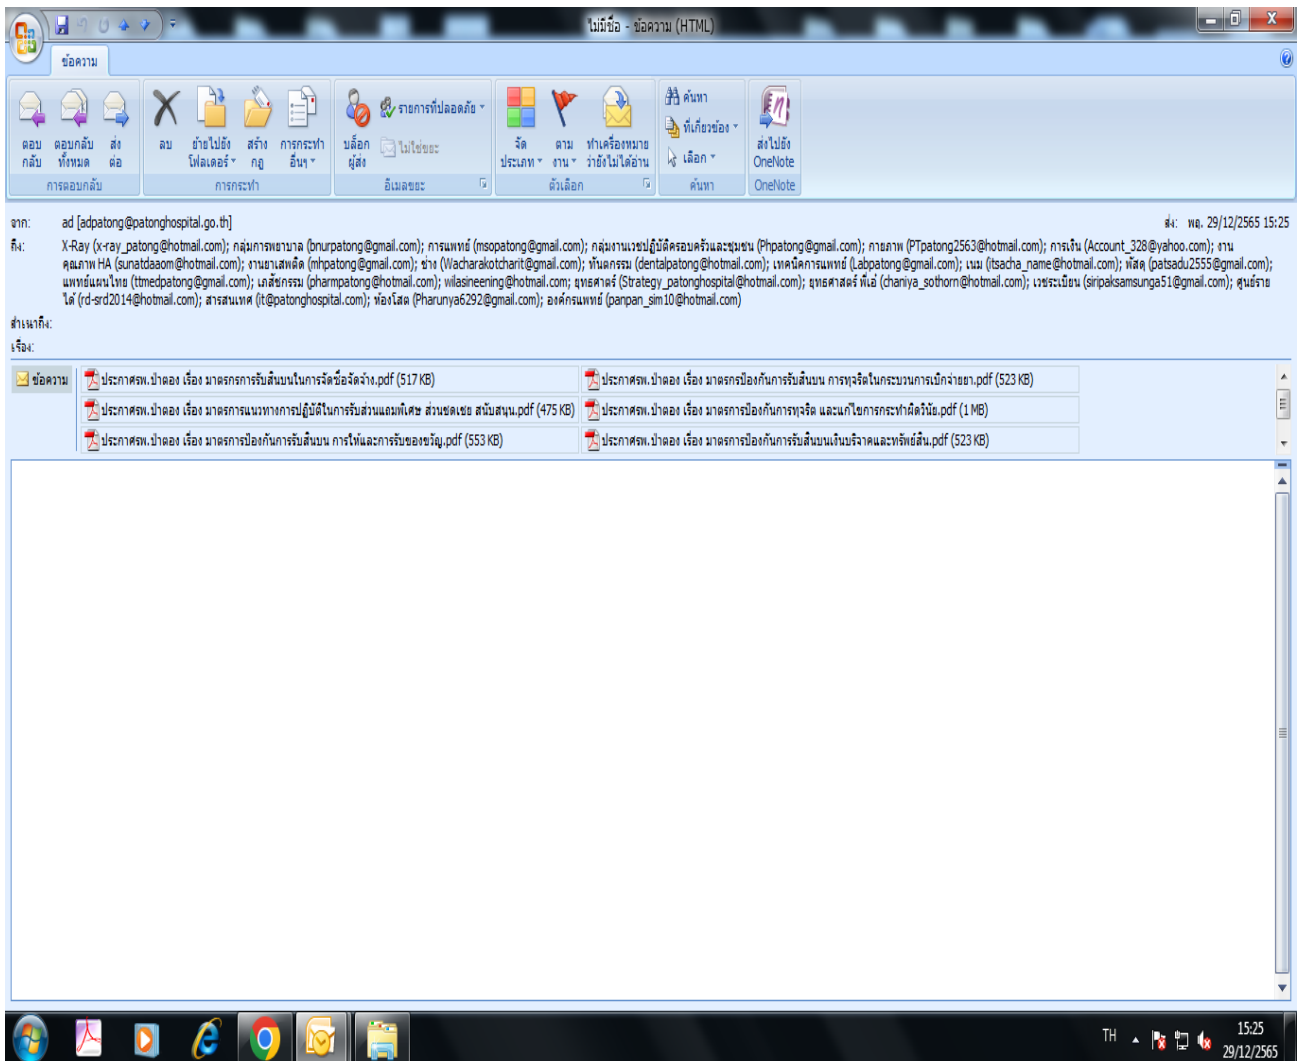 ไม่มีชื่อ - ข้อความ (HTML)
ข้อความ
ตอบกลับ ตอบกลับทั้งหมด ส่งต่อ ลบ ย้ายไปยังโฟลเดอร์ สร้างกฎ การกระทำอื่นๆ บล็อกผู้ส่ง รายการที่ปลอดภัย ไม่ใช่ขยะ จัดประเภท ตามงาน ทำเครื่องหมายว่ายังไม่ได้อ่าน ค้นหา ที่เกี่ยวข้อง เลือก ส่งไปยัง OneNote
การตอบกลับ การกระทำ อีเมลขยะ ตัวเลือก ค้นหา OneNote
จาก: ad [adpatong@patonghospital.go.th] ส่ง: พฤ. 29/12/2565 15:25
ถึง: X-Ray (x-ray_patong@hotmail.com); กลุ่มการพยาบาล (bnurpatong@gmail.com); การแพทย์ (msopatong@gmail.com); กลุ่มงานเวชปฏิบัติครอบครัวและชุมชน (Phpatong@gmail.com); กายภาพ (PTpatong2563@hotmail.com); การเงิน (Account_328@yahoo.com); งาน
คุณภาพ HA (sunatdaaom@hotmail.com); งานยาเสพติด (mhpatong@gmail.com); ช่าง (Wacharakotcharit@gmail.com); ทันตกรรม (dentalpatong@hotmail.com); เทคนิคการแพทย์ (Labpatong@gmail.com); เนม (itsacha_name@hotmail.com); พัสดุ (patsadu2555@gmail.com);
แพทย์แผนไทย (ttmedpatong@gmail.com); เภสัชกรรม (pharmpatong@hotmail.com); wilasineening@hotmail.com; ยุทธศาตร์ (Strategy_patonghospital@hotmail.com); ยุทธศาสตร์ พี่เอ๋ (chaniya_sothorn@hotmail.com); เวชระเบียน (siripaksamsunga51@gmail.com); ศูนย์ราย
ได้ (rd-srd2014@hotmail.com); สารสนเทศ (it@patonghospital.com); ห้องโสต (Pharunya6292@gmail.com); องค์กรแพทย์ (panpan_sim10@hotmail.com)
สำเนาถึง:
เรื่อง:
ข้อความ ประกาศรพ.ป่าตอง เรื่อง มาตรกรการรับสินบนในการจัดซื้อจัดจ้าง.pdf (517 KB) ประกาศรพ.ป่าตอง เรื่อง มาตรกรป้องกันการรับสินบน การทุจริตในกระบวนการเบิกจ่ายยา.pdf (523 KB)
ประกาศรพ.ป่าตอง เรื่อง มาตรการแนวทางการปฏิบัติในการรับส่วนแถมพิเศษ ส่วนชดเชย สนับสนุน.pdf (475 KB) ประกาศรพ.ป่าตอง เรื่อง มาตรการป้องกันการทุจริต และแก้ไขการกระทำผิดวินัย.pdf (1 MB)
ประกาศรพ.ป่าตอง เรื่อง มาตรการป้องกันการรับสินบน การให้และการรับของขวัญ.pdf (553 KB) ประกาศรพ.ป่าตอง เรื่อง มาตรการป้องกันการรับสินบนเงินบริจาคและทรัพย์สิน.pdf (523 KB)
TH 15:25
29/12/2565